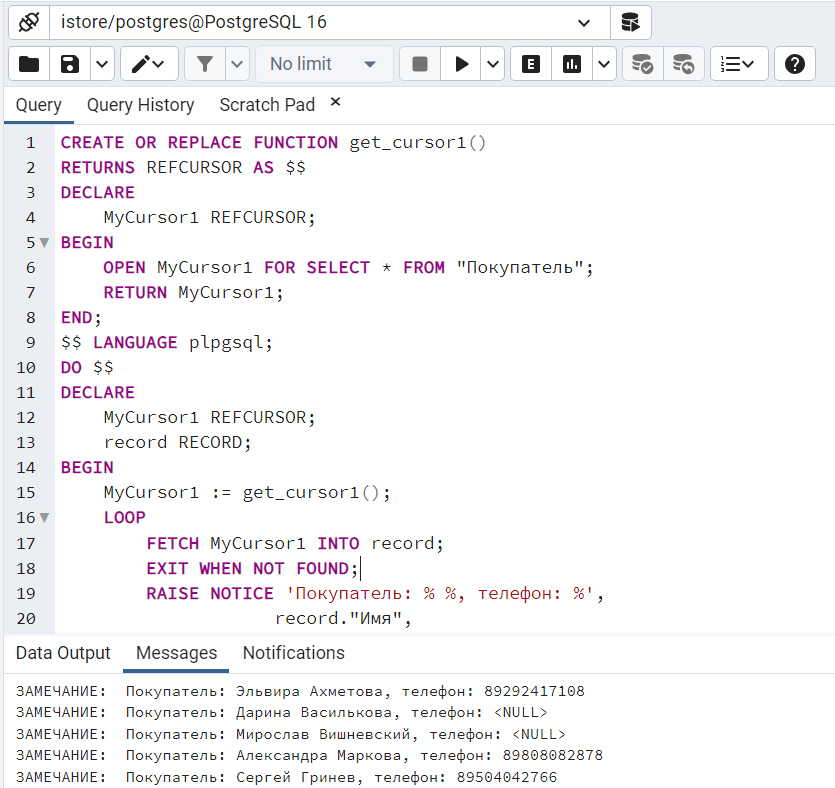 istore/postgres@PostgreSQL 16
No limit
E
Query Query History Scratch Pad ×
1 CREATE OR REPLACE FUNCTION get_cursor1()
2 RETURNS REFCURSOR AS $$
3 DECLARE
4 MyCursor1 REFCURSOR;
5 BEGIN
6 OPEN MyCursor1 FOR SELECT * FROM "Покупатель";
7 RETURN MyCursor1;
8 END;
9 $$ LANGUAGE plpgsql;
10 DO $$
11 DECLARE
12 MyCursor1 REFCURSOR;
13 record RECORD;
14 BEGIN
15 MyCursor1 := get_cursor1();
16 LOOP
17 FETCH MyCursor1 INTO record;
18 EXIT WHEN NOT FOUND;
19 RAISE NOTICE 'Покупатель: % %, телефон: %',
20 record."Имя",
Data Output Messages Notifications
ЗАМЕЧАНИЕ: Покупатель: Эльвира Ахметова, телефон: 89292417108
ЗАМЕЧАНИЕ: Покупатель: Дарина Василькова, телефон: <NULL>
ЗАМЕЧАНИЕ: Покупатель: Мирослав Вишневский, телефон: <NULL>
ЗАМЕЧАНИЕ: Покупатель: Александра Маркова, телефон: 89808082878
ЗАМЕЧАНИЕ: Покупатель: Сергей Гринев, телефон: 89504042766